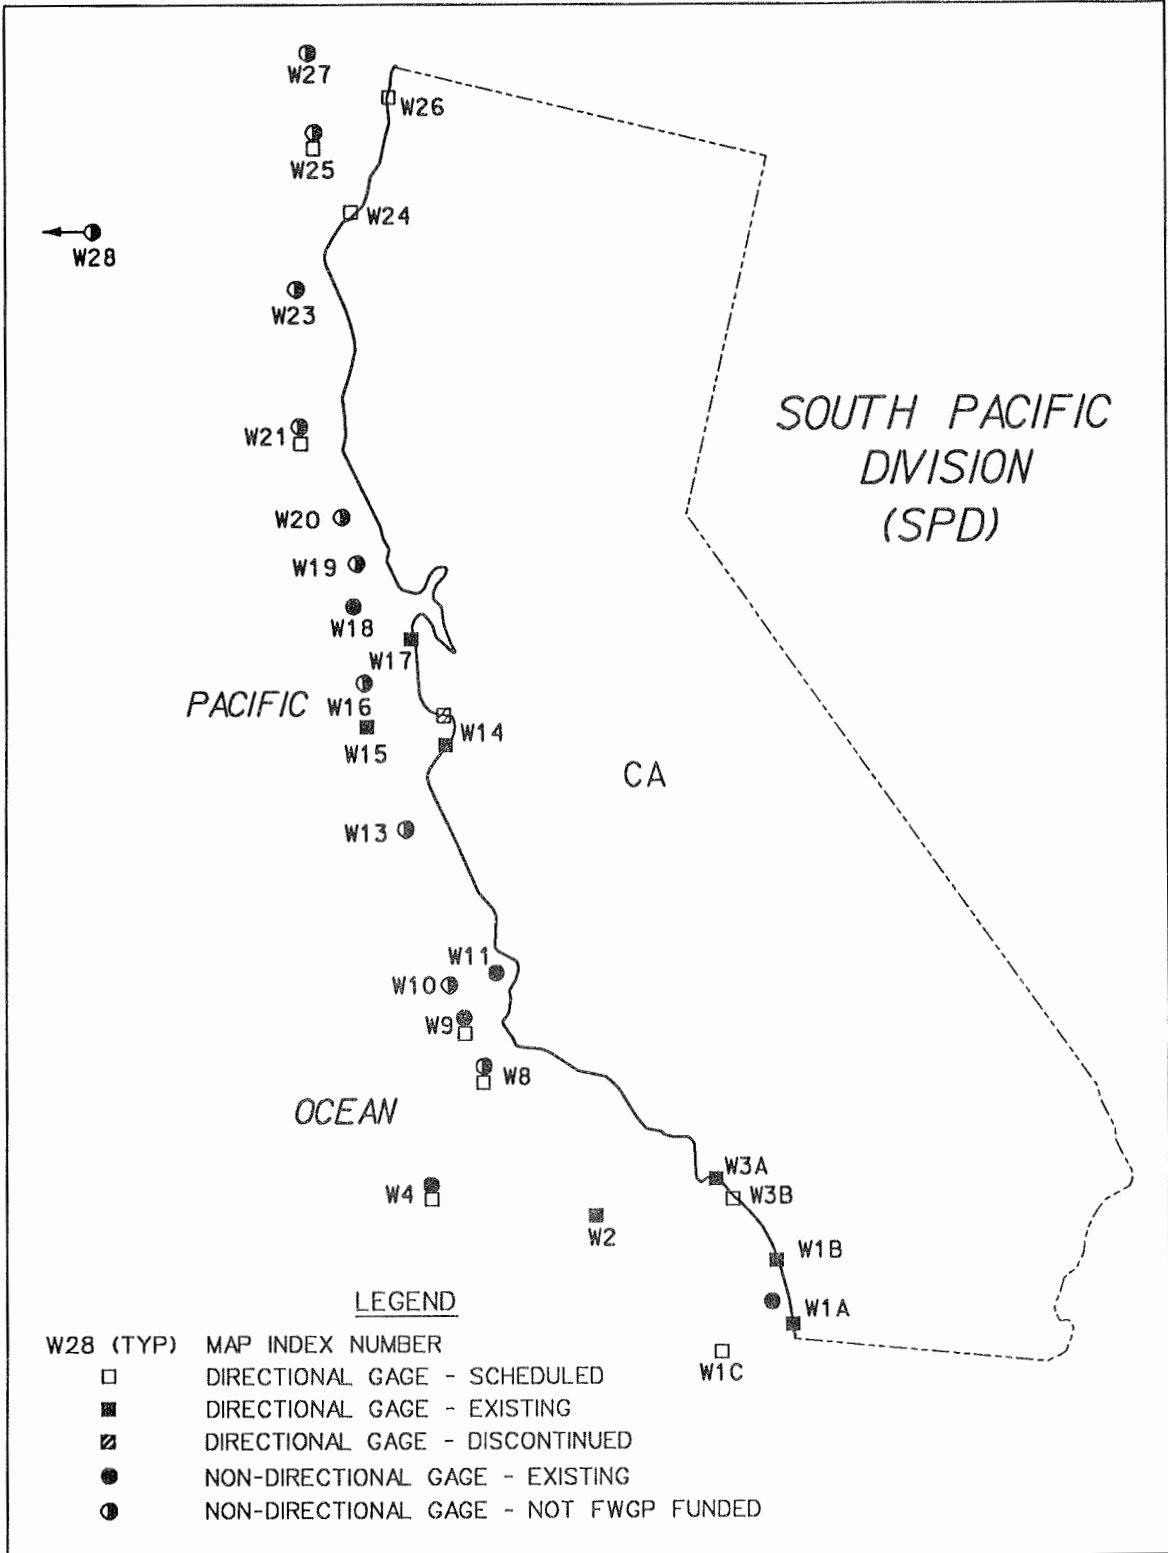 W27
W26
W25
W24
W28
W23
SOUTH PACIFIC
DIVISION
(SPD)
W21
W20
W19
W18
W17
PACIFIC
W16
W14
W15
CA
W13
W11
W10
W9
W8
OCEAN
W3A
W4
W3B
W2
W1B
W1A
W1C
LEGEND
W28 (TYP) MAP INDEX NUMBER
DIRECTIONAL GAGE - SCHEDULED
DIRECTIONAL GAGE - EXISTING
DIRECTIONAL GAGE - DISCONTINUED
NON-DIRECTIONAL GAGE - EXISTING
NON-DIRECTIONAL GAGE - NOT FWGP FUNDED